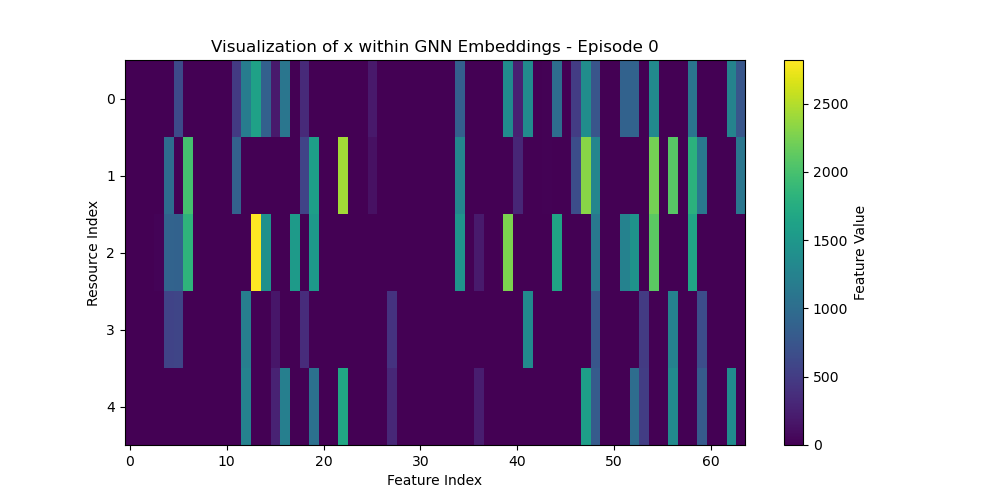 Visualization of x within GNN Embeddings - Episode 0
0
1
2
3
4
Resource Index
0 10 20 30 40 50 60
Feature Index
2500
2000
1500
1000
500
0
Feature Value